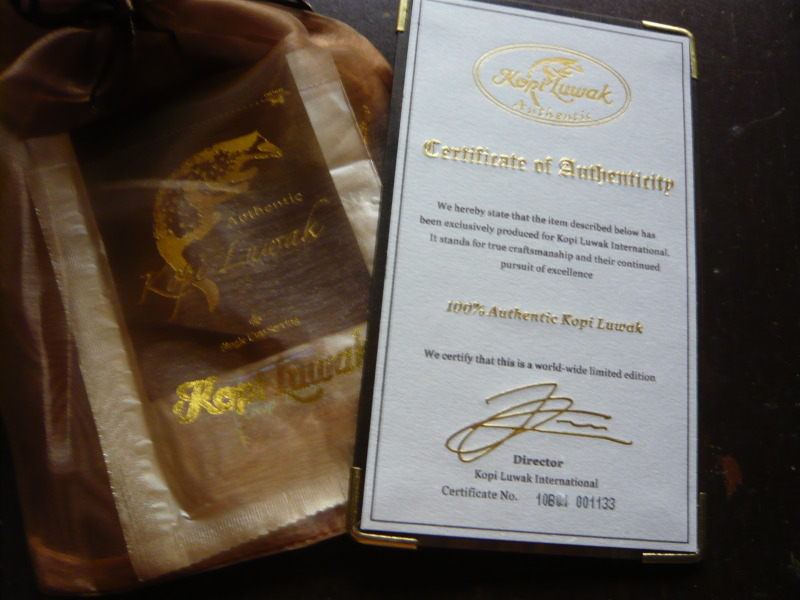 Authentic
Kopi Luwak
Single Cup Serving
Kopi Luwak
Kopi Luwak
Authentic
Certificate of Authenticity
We hereby state that the item described below has
been exclusively produced for Kopi Luwak International.
It stands for true craftsmanship and their continued
pursuit of excellence
100% Authentic Kopi Luwak
We certify that this is a world-wide limited edition
Director
Kopi Luwak International
Certificate No. 001133